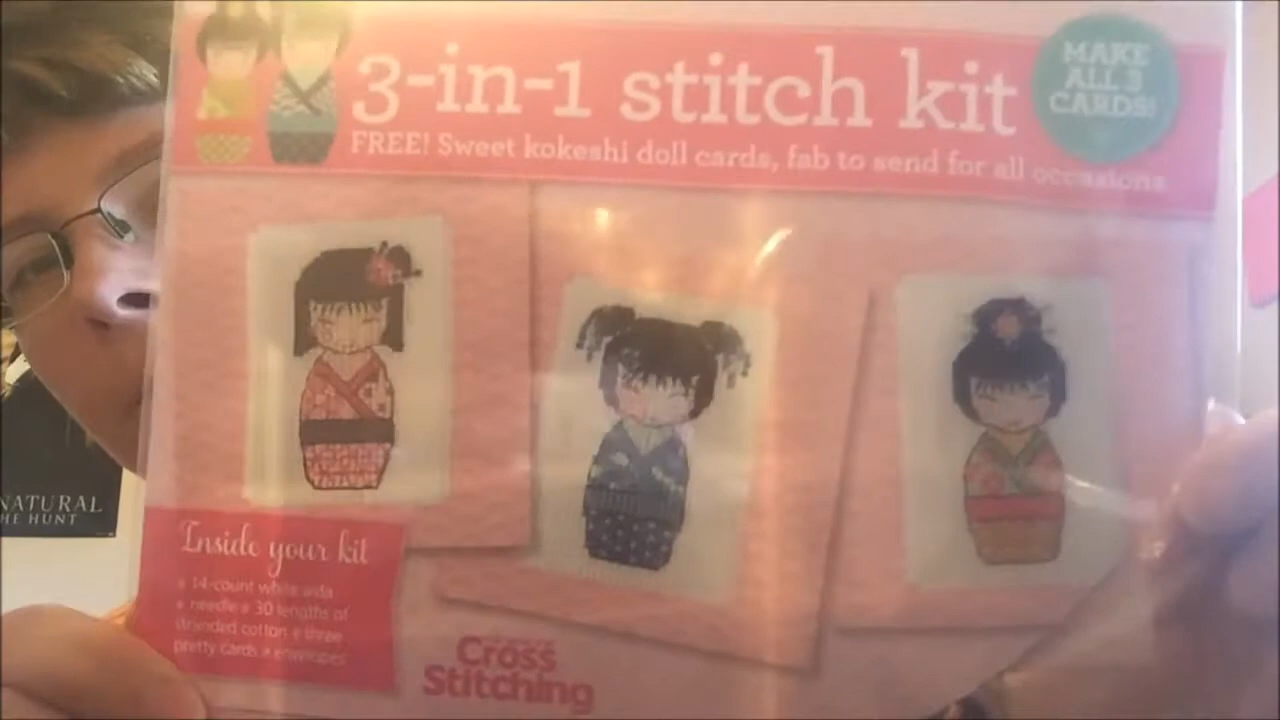 3-in-1 stitch kit
MAKE
ALL 3
CARDS!
FREE! Sweet kokeshi doll cards, fab to send for all occasions
Inside your kit
• 14-count white aida
• needle • 30 lengths of
stranded cotton • three
pretty cards • envelopes
Cross
Stitching
NATURAL
HE HUNT